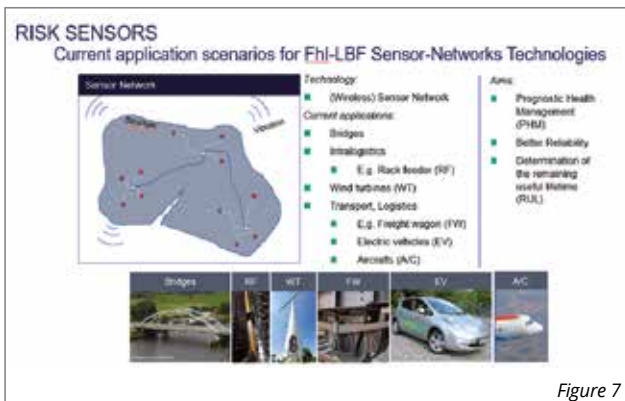 RISK SENSORS
Current application scenarios for FhI-LBF Sensor-Networks Technologies
Sensor Network
Vibration
Technology:
(Wireless) Sensor Network
Current applications:
Bridges
Intralogistics
E.g. Rack feeder (RF)
Wind turbines (WT)
Transport, Logistics
E.g. Freight wagon (FW)
Electric vehicles (EV)
Aircrafts (A/C)
Aims:
Prognostic Health
Management
(PHM)
Better Reliability
Determination of
the remaining
useful lifetime
(RUL)
Bridges RF WT FW EV A/C
Figure 7